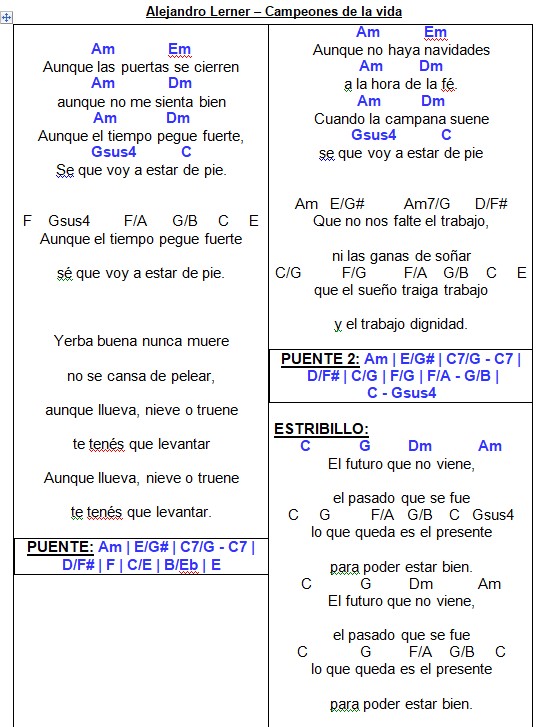 Alejandro Lerner – Campeones de la vida
Am Em
Aunque las puertas se cierren
Am Dm
aunque no me sienta bien
Am Dm
Aunque el tiempo pegue fuerte,
Gsus4 C
Se que voy a estar de pie.
F Gsus4 F/A G/B C E
Aunque el tiempo pegue fuerte
sé que voy a estar de pie.
Yerba buena nunca muere
no se cansa de pelear,
aunque llueva, nieve o truene
te tenés que levantar
Aunque llueva, nieve o truene
te tenés que levantar.
PUENTE: Am | E/G# | C7/G - C7 |
D/F# | F | C/E | B/Eb | E
Am Em
Aunque no haya navidades
Am Dm
a la hora de la fé.
Am Dm
Cuando la campana suene
Gsus4 C
se que voy a estar de pie
Am E/G# Am7/G D/F#
Que no nos falte el trabajo,
ni las ganas de soñar
C/G F/G F/A G/B C E
que el sueño traiga trabajo
y el trabajo dignidad.
PUENTE 2: Am | E/G# | C7/G - C7 |
D/F# | C/G | F/G | F/A - G/B |
C - Gsus4
ESTRIBILLO:
C G Dm Am
El futuro que no viene,
el pasado que se fue
C G F/A G/B C Gsus4
lo que queda es el presente
para poder estar bien.
C G Dm Am
El futuro que no viene,
el pasado que se fue
C G F/A G/B C
lo que queda es el presente
para poder estar bien.